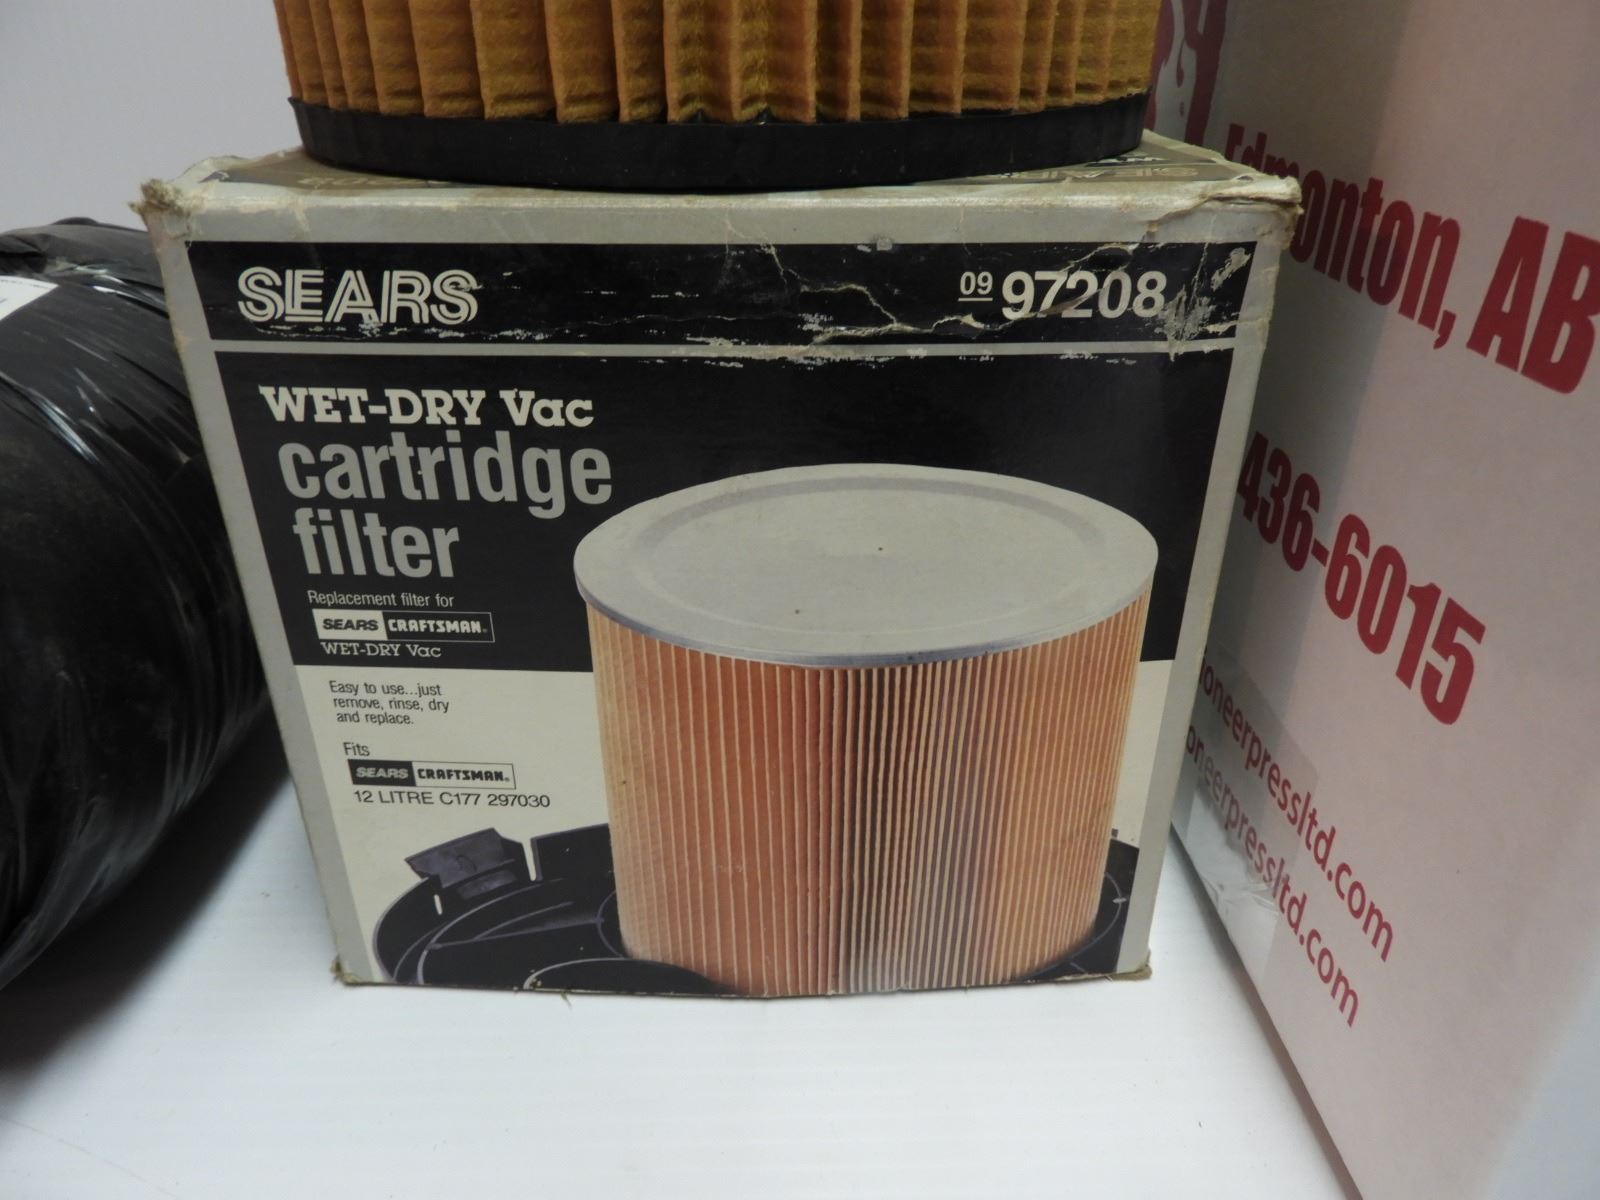 SEARS
09 97208
WET-DRY Vac
cartridge
filter
Replacement filter for
SEARS CRAFTSMAN®
WET-DRY Vac
Easy to use...just
remove, rinse, dry
and replace.
Fits
SEARS CRAFTSMAN®
12 LITRE C177 297030
Edmonton, AB
436-6015
ioneerpressltd.com
oneerpressltd.com